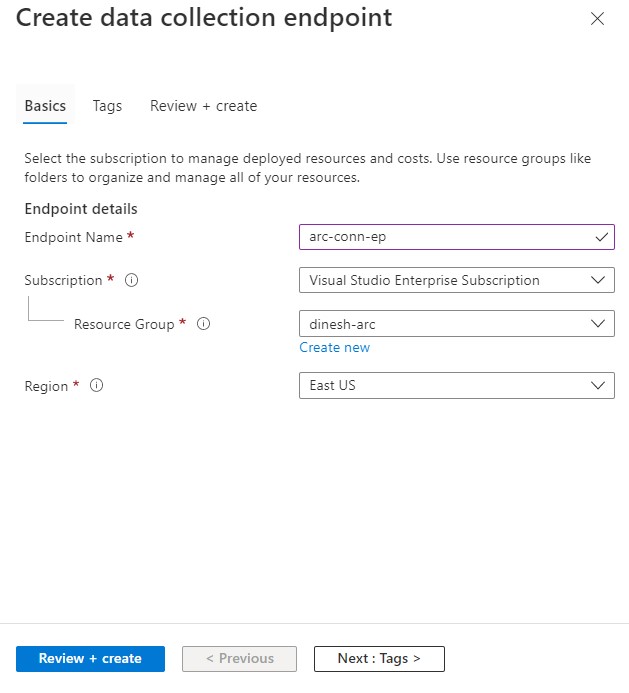 Create data collection endpoint
Basics Tags Review + create
Select the subscription to manage deployed resources and costs. Use resource groups like
folders to organize and manage all of your resources.
Endpoint details
Endpoint Name * arc-conn-ep
Subscription * Visual Studio Enterprise Subscription
Resource Group * dinesh-arc
Create new
Region * East US
Review + create < Previous Next : Tags >